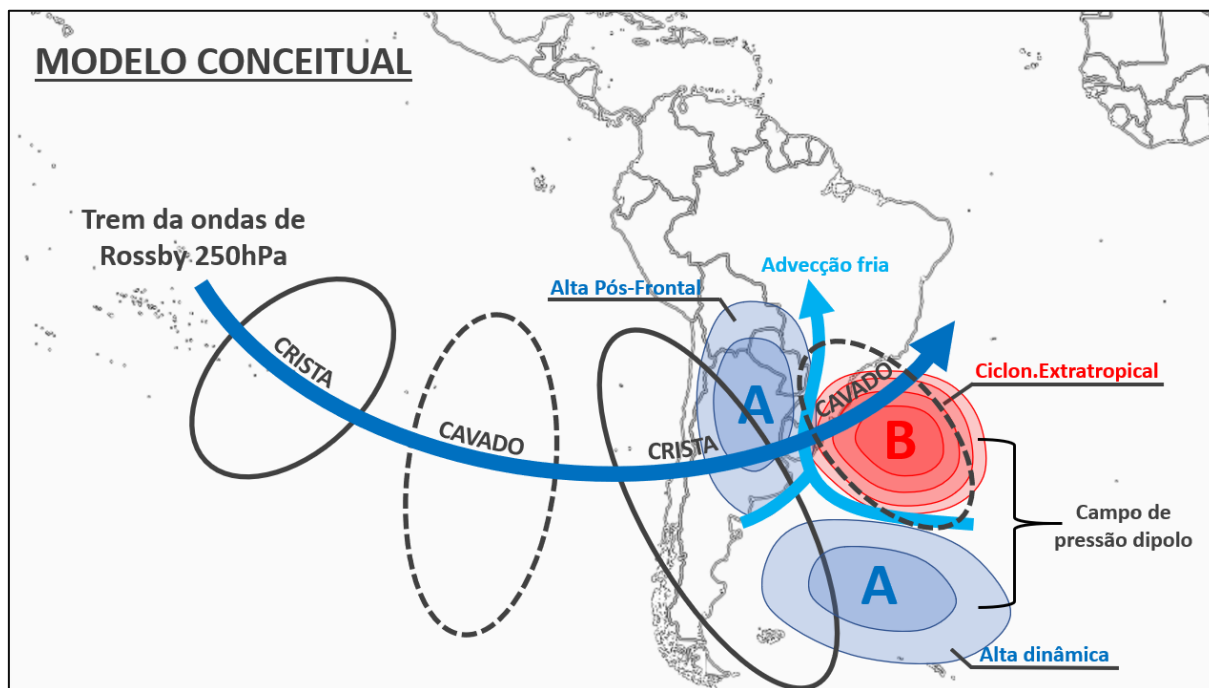 MODELO CONCEITUAL
Trem da ondas de
Rossby 250hPa
CRISTA
CAVADO
CRISTA
CAVADO
Alta Pós-Frontal
Advecção fria
A
B
Ciclon.Extratropical
Campo de
pressão dipolo
A
Alta dinâmica